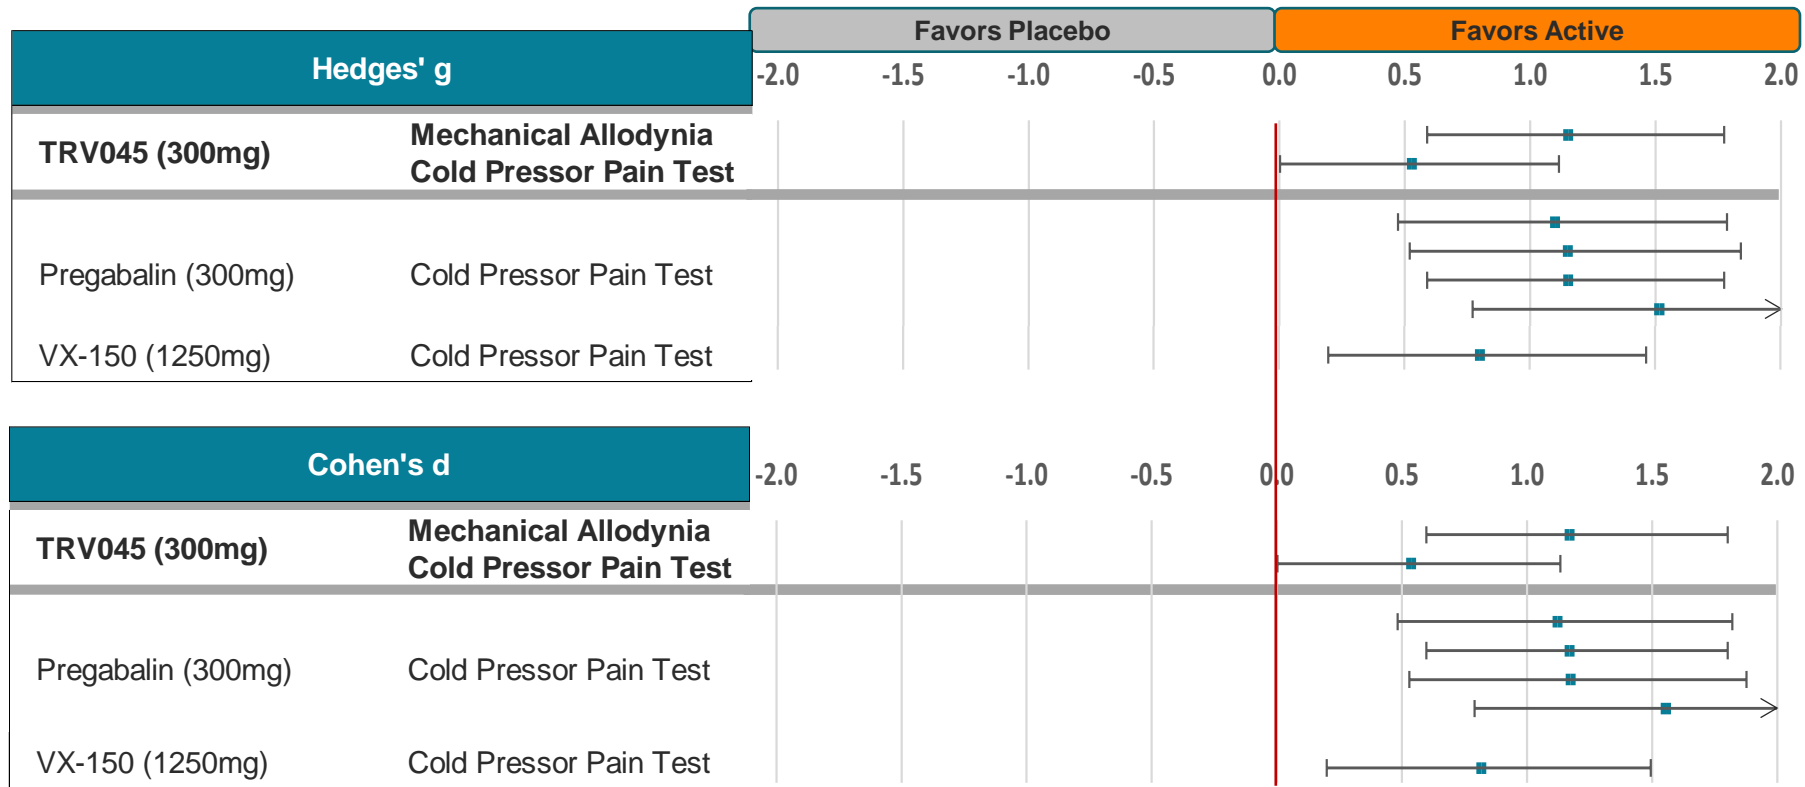 Favors Placebo Favors Active
Hedges' g -2.0 -1.5 -1.0 -0.5 0.0 0.5 1.0 1.5 2.0
TRV045 (300mg) Mechanical Allodynia
Cold Pressor Pain Test
Pregabalin (300mg) Cold Pressor Pain Test
VX-150 (1250mg) Cold Pressor Pain Test
Cohen's d -2.0 -1.5 -1.0 -0.5 0.0 0.5 1.0 1.5 2.0
TRV045 (300mg) Mechanical Allodynia
Cold Pressor Pain Test
Pregabalin (300mg) Cold Pressor Pain Test
VX-150 (1250mg) Cold Pressor Pain Test